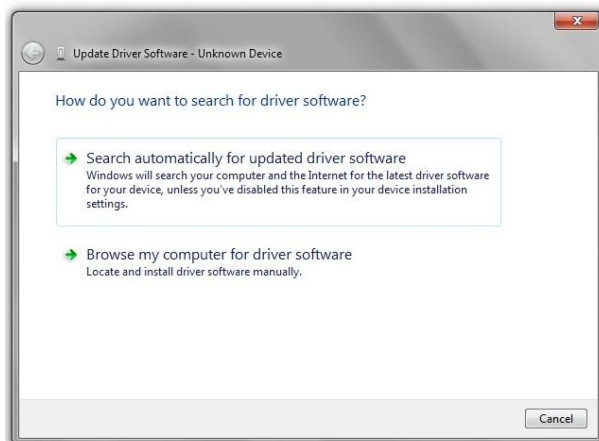 Update Driver Software - Unknown Device
How do you want to search for driver software?
Search automatically for updated driver software
Windows will search your computer and the Internet for the latest driver software
for your device, unless you've disabled this feature in your device installation
settings.
Browse my computer for driver software
Locate and install driver software manually.
Cancel